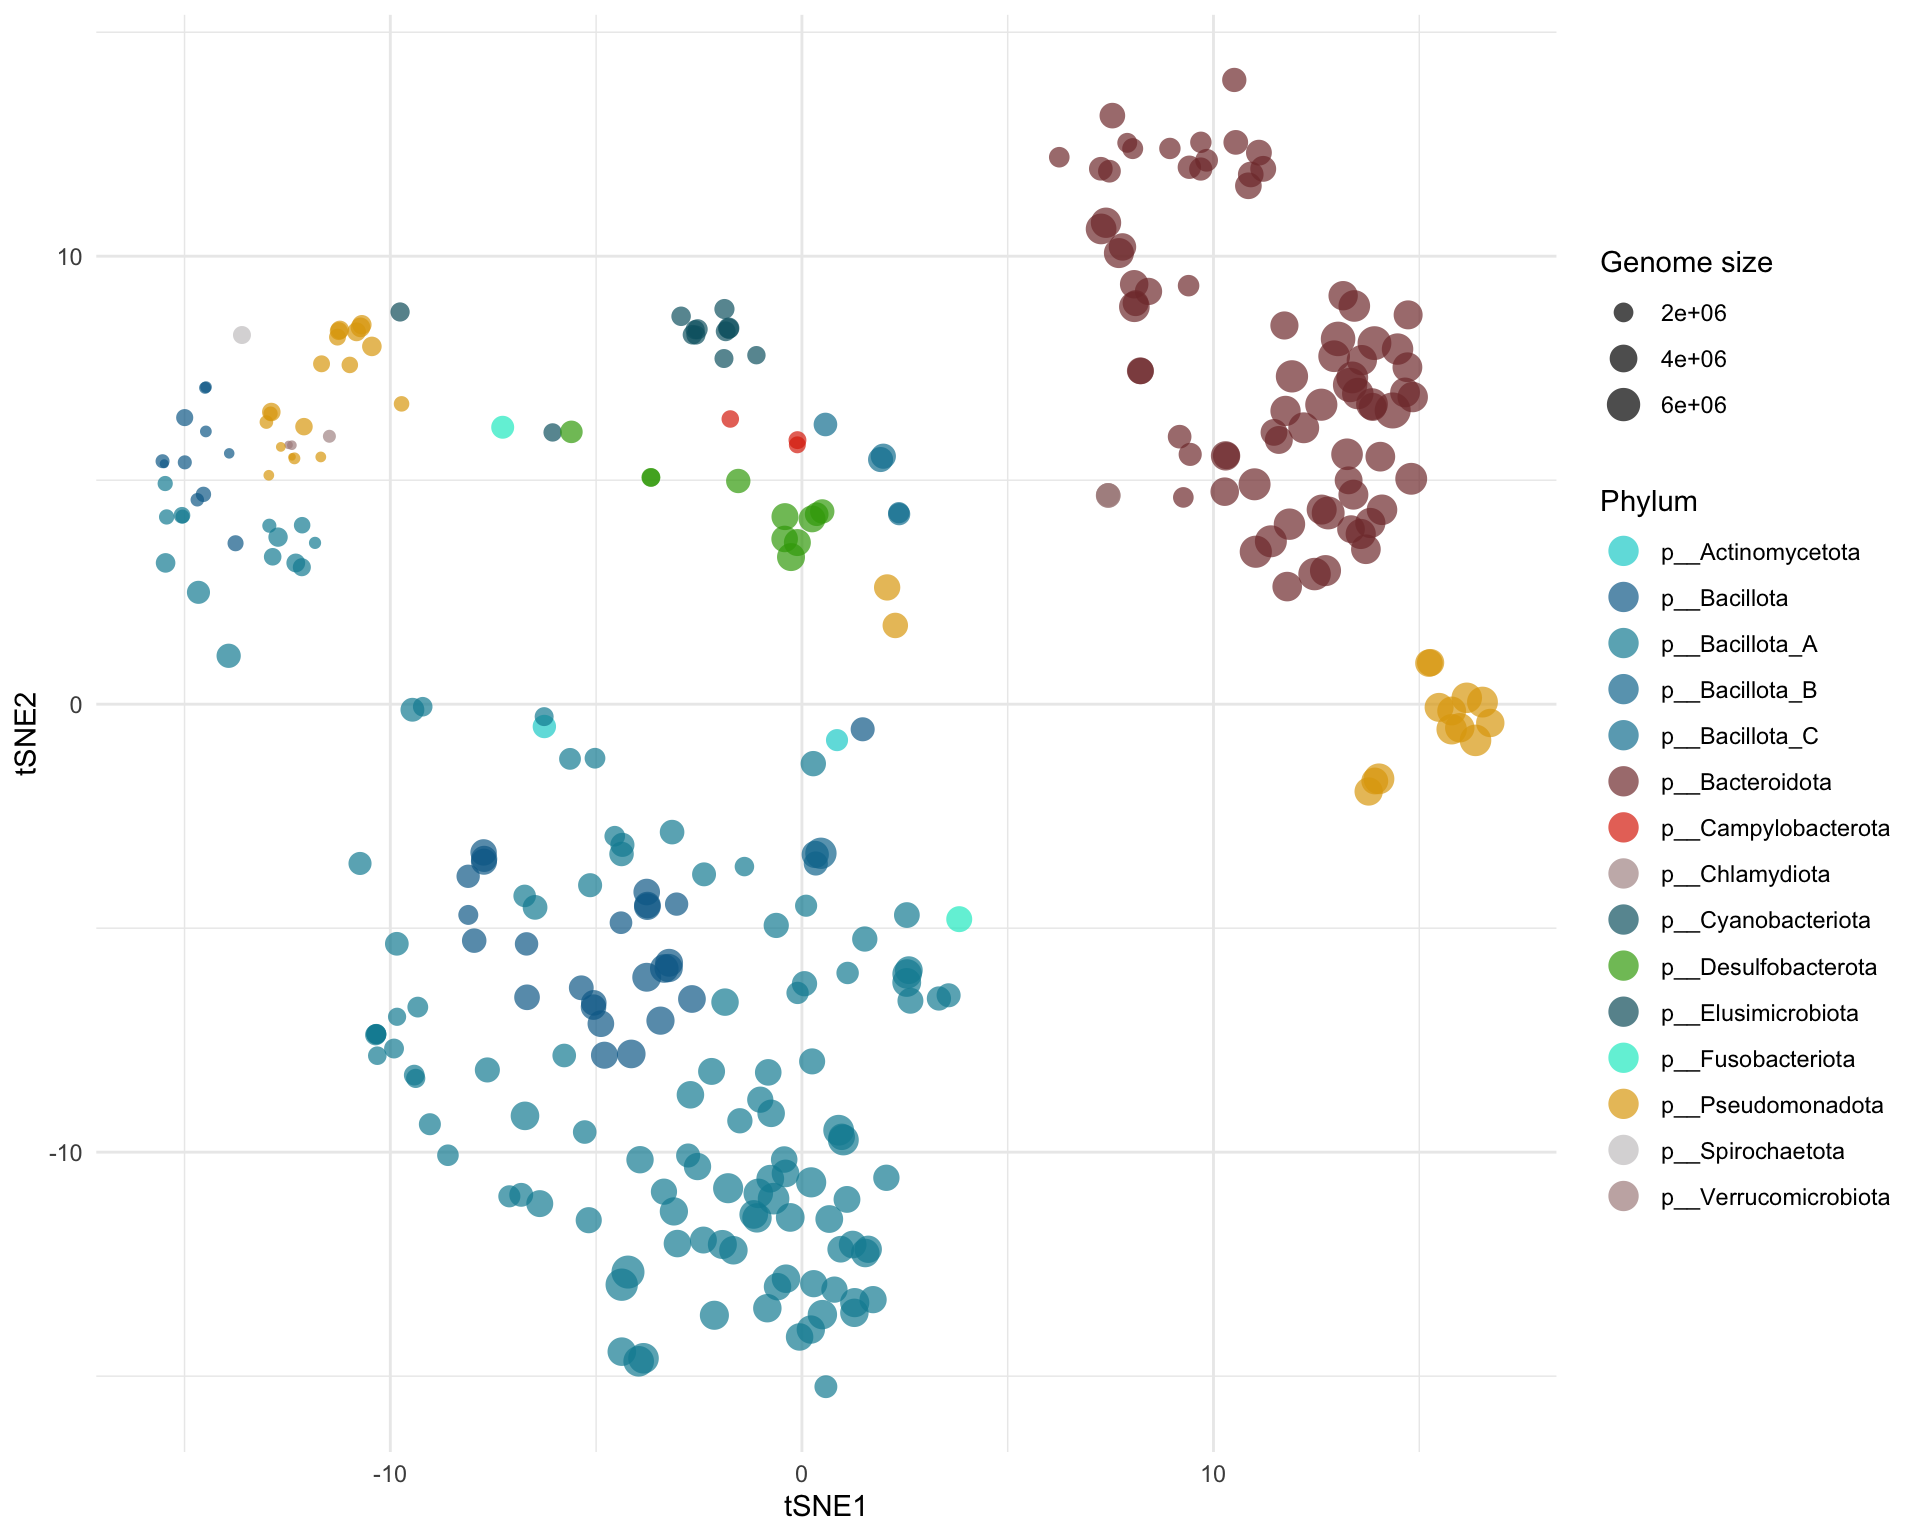 10
0
-10
tSNE2
-10
0
10
tSNE1
Genome size
2e+06
4e+06
6e+06
Phylum
p__Actinomycetota
p__Bacillota
p__Bacillota_A
p__Bacillota_B
p__Bacillota_C
p__Bacteroidota
p__Campylobacterota
p__Chlamydiota
p__Cyanobacteriota
p__Desulfobacterota
p__Elusimicrobiota
p__Fusobacteriota
p__Pseudomonadota
p__Spirochaetota
p__Verrucomicrobiota